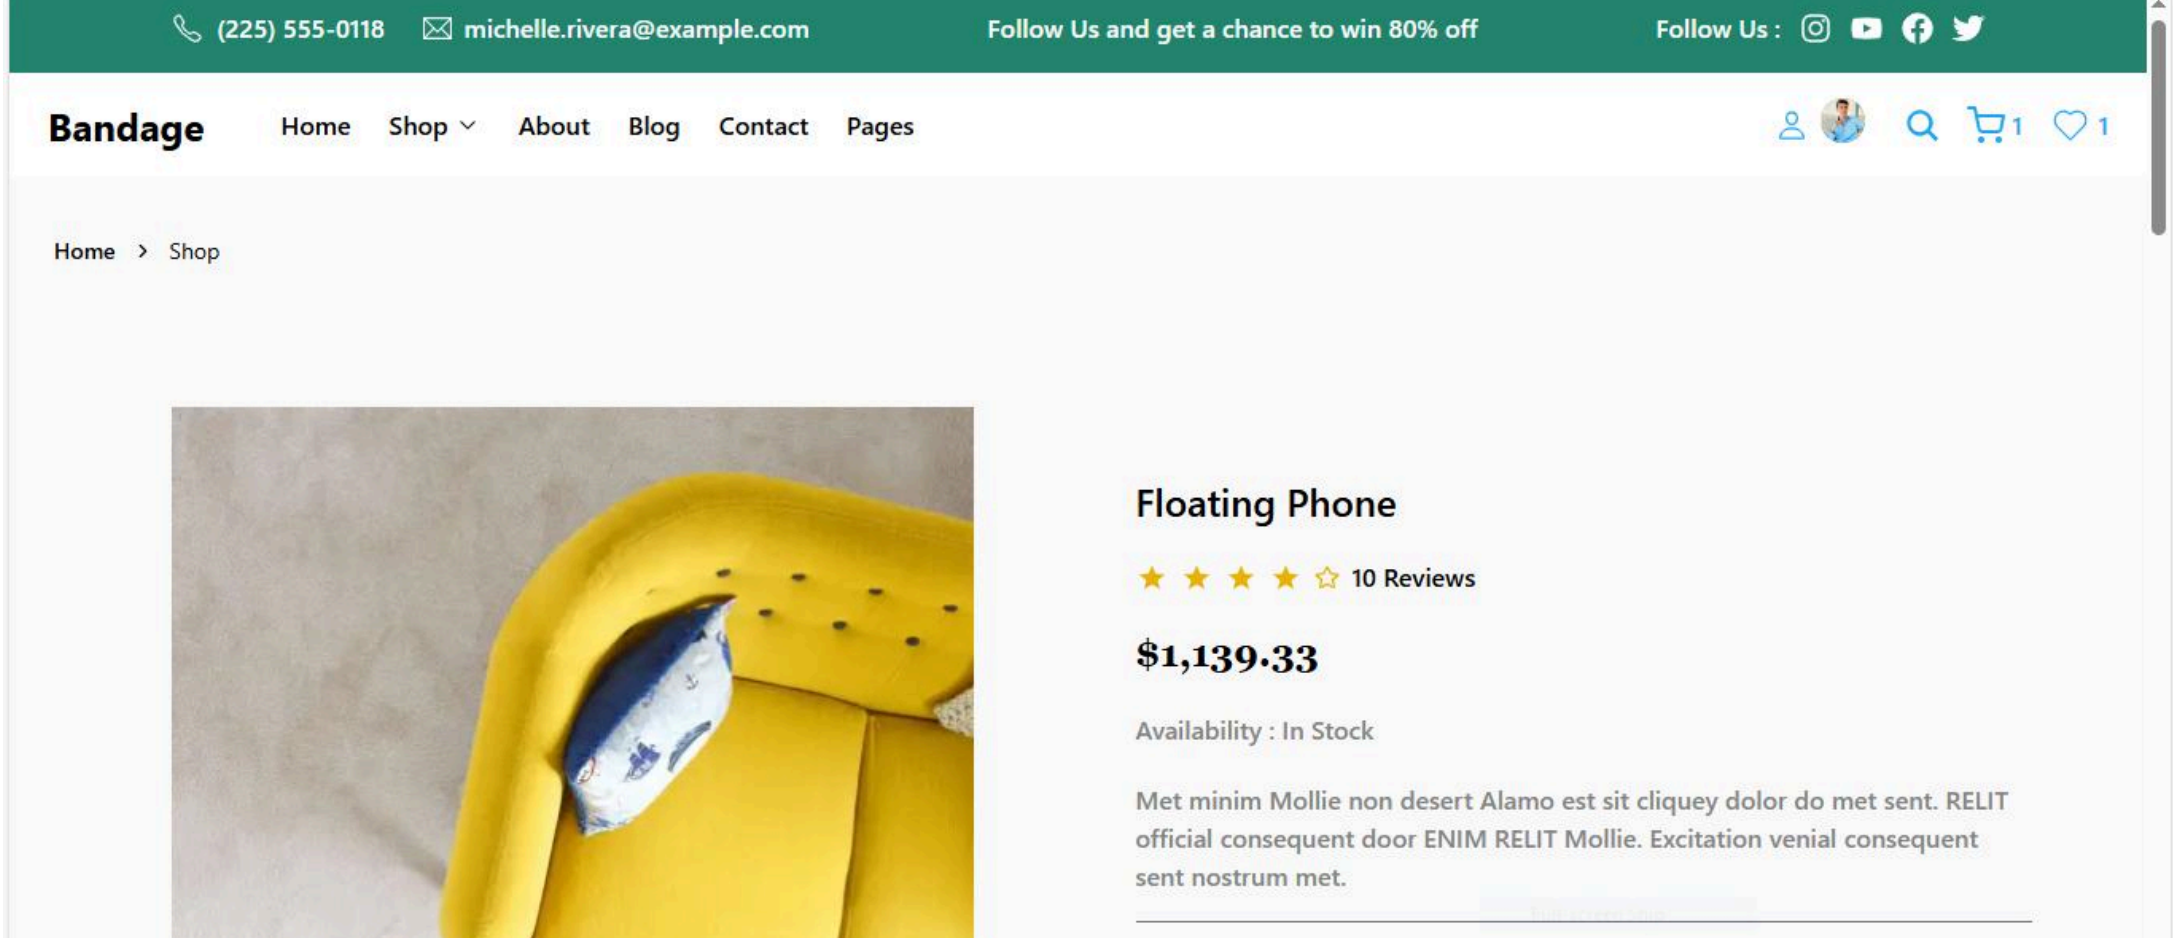 (225) 555-0118 michelle.rivera@example.com Follow Us and get a chance to win 80% off Follow Us :
Bandage Home Shop About Blog Contact Pages 1 1
Home > Shop
Floating Phone
10 Reviews
$1,139.33
Availability : In Stock
Met minim Mollie non desert Alamo est sit cliquey dolor do met sent. RELIT
official consequent door ENIM RELIT Mollie. Excitation venial consequent
sent nostrum met.